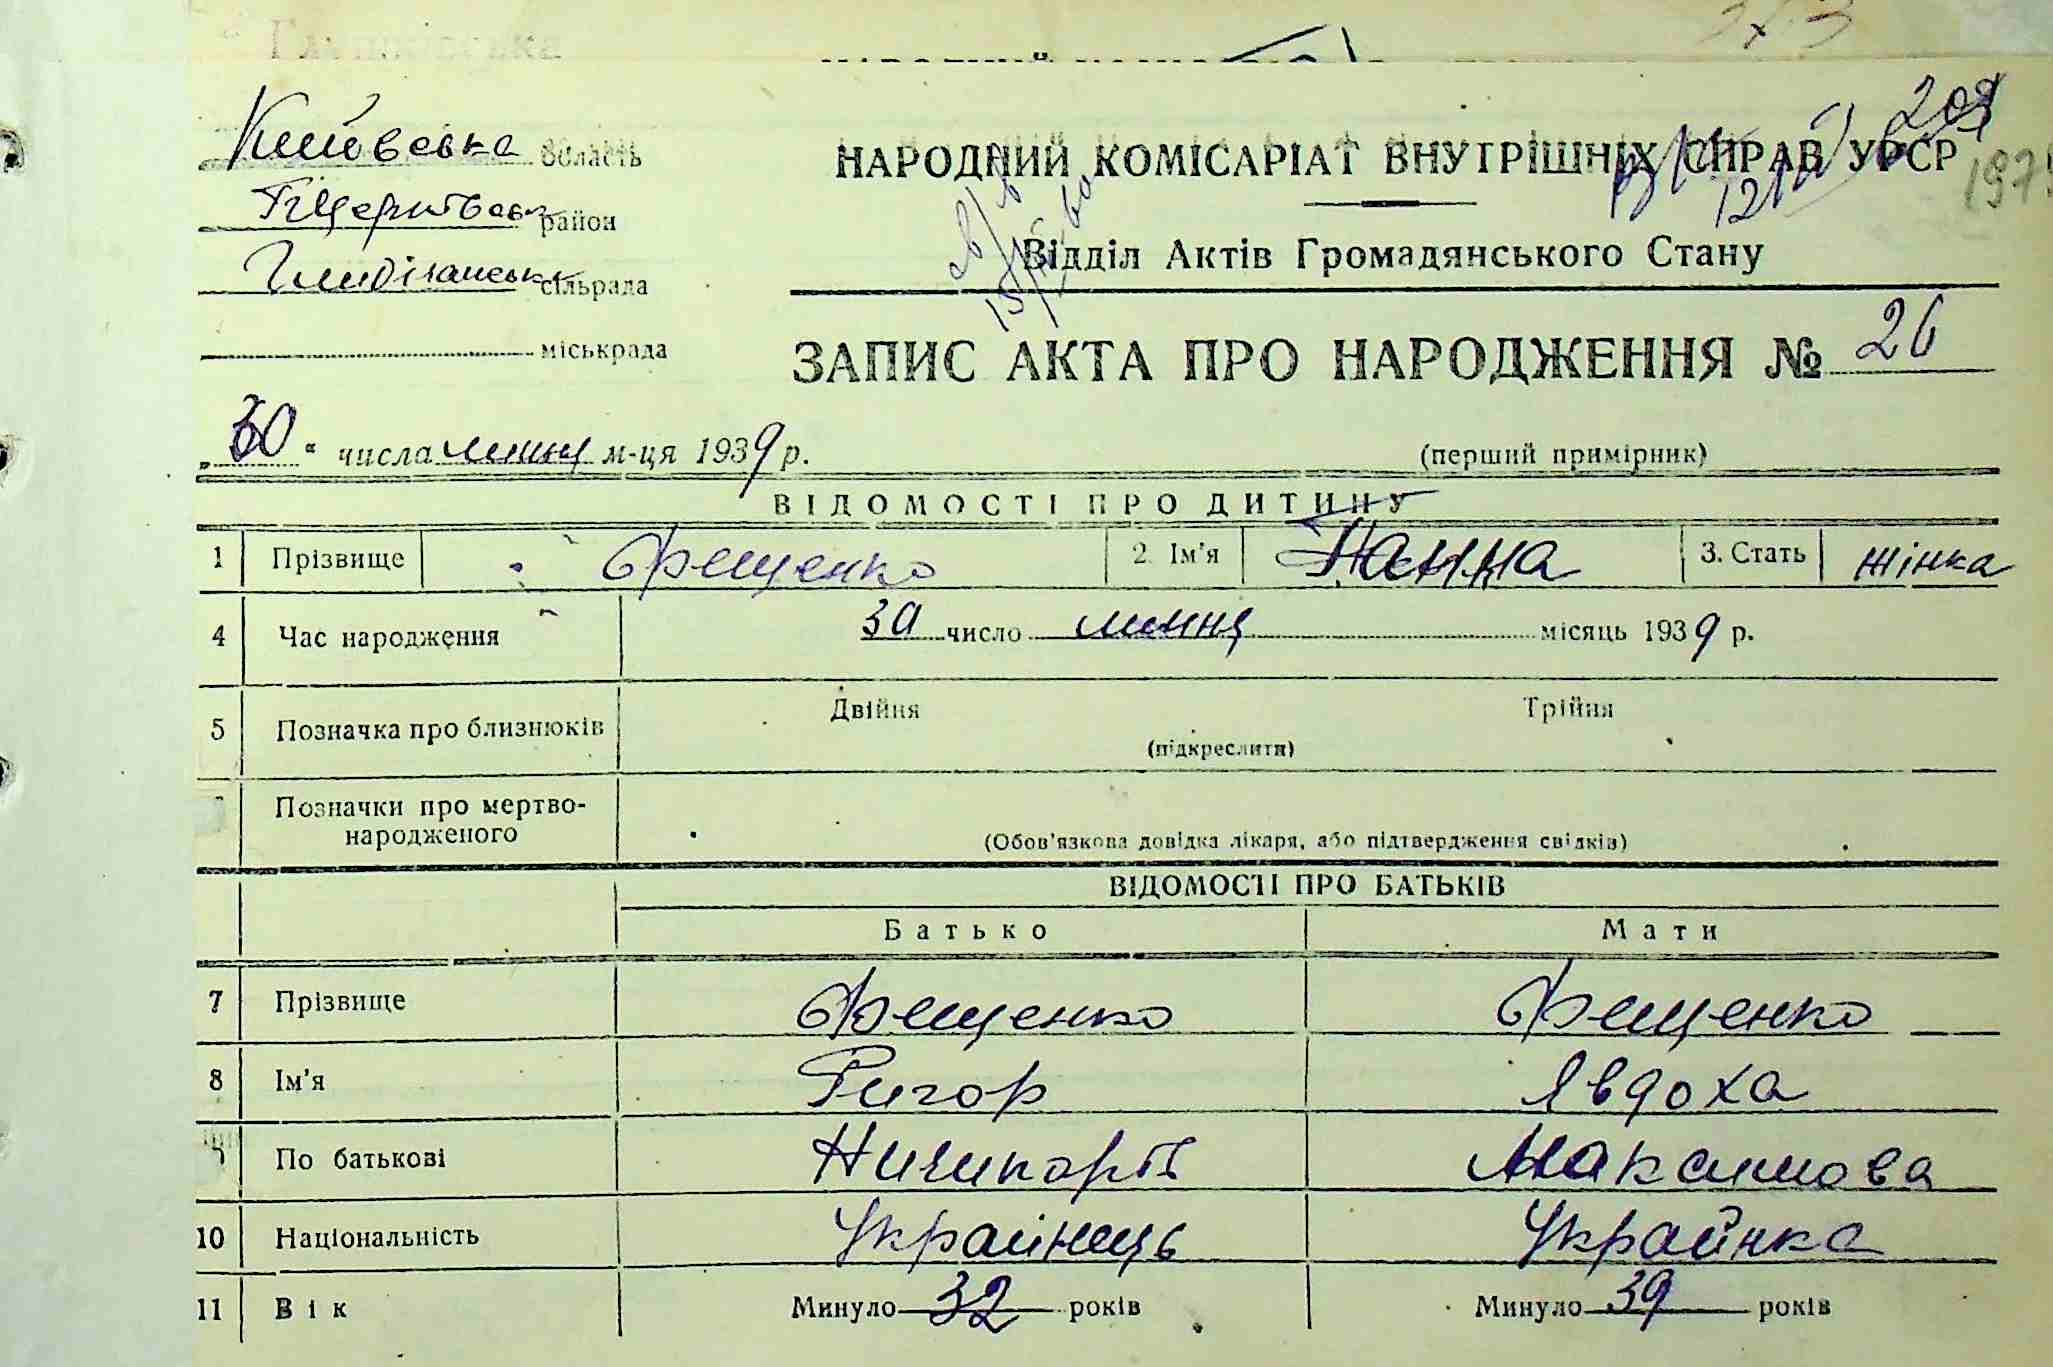 Київська область
район
сільрада
міськрада
НАРОДНИЙ КОМІСАРІАТ ВНУТРІШНІХ СПРАВ УРСР
Відділ Актів Громадянського Стану
ЗАПИС АКТА ПРО НАРОДЖЕННЯ № 26
„30“ числа липня м-ця 1939 р.
(перший примірник)
ВІДОМОСТІ ПРО ДИТИНУ
1 Прізвище Фещенко 2. Ім'я Ганна 3. Стать жінка
4 Час народження 30 число липня місяць 1939 р.
5 Позначка про близнюків Двійня Трійня
(підкреслити)
Позначки про мертво-
народженого
(Обов'язкова довідка лікаря, або підтвердження свідків)
ВІДОМОСТІ ПРО БАТЬКІВ
Батько Мати
7 Прізвище Фещенко Фещенко
8 Ім'я Ригор Явдоха
По батькові Ничипорів Максимова
10 Національність Українець Українка
11 Вік Минуло 32 років Минуло 39 років